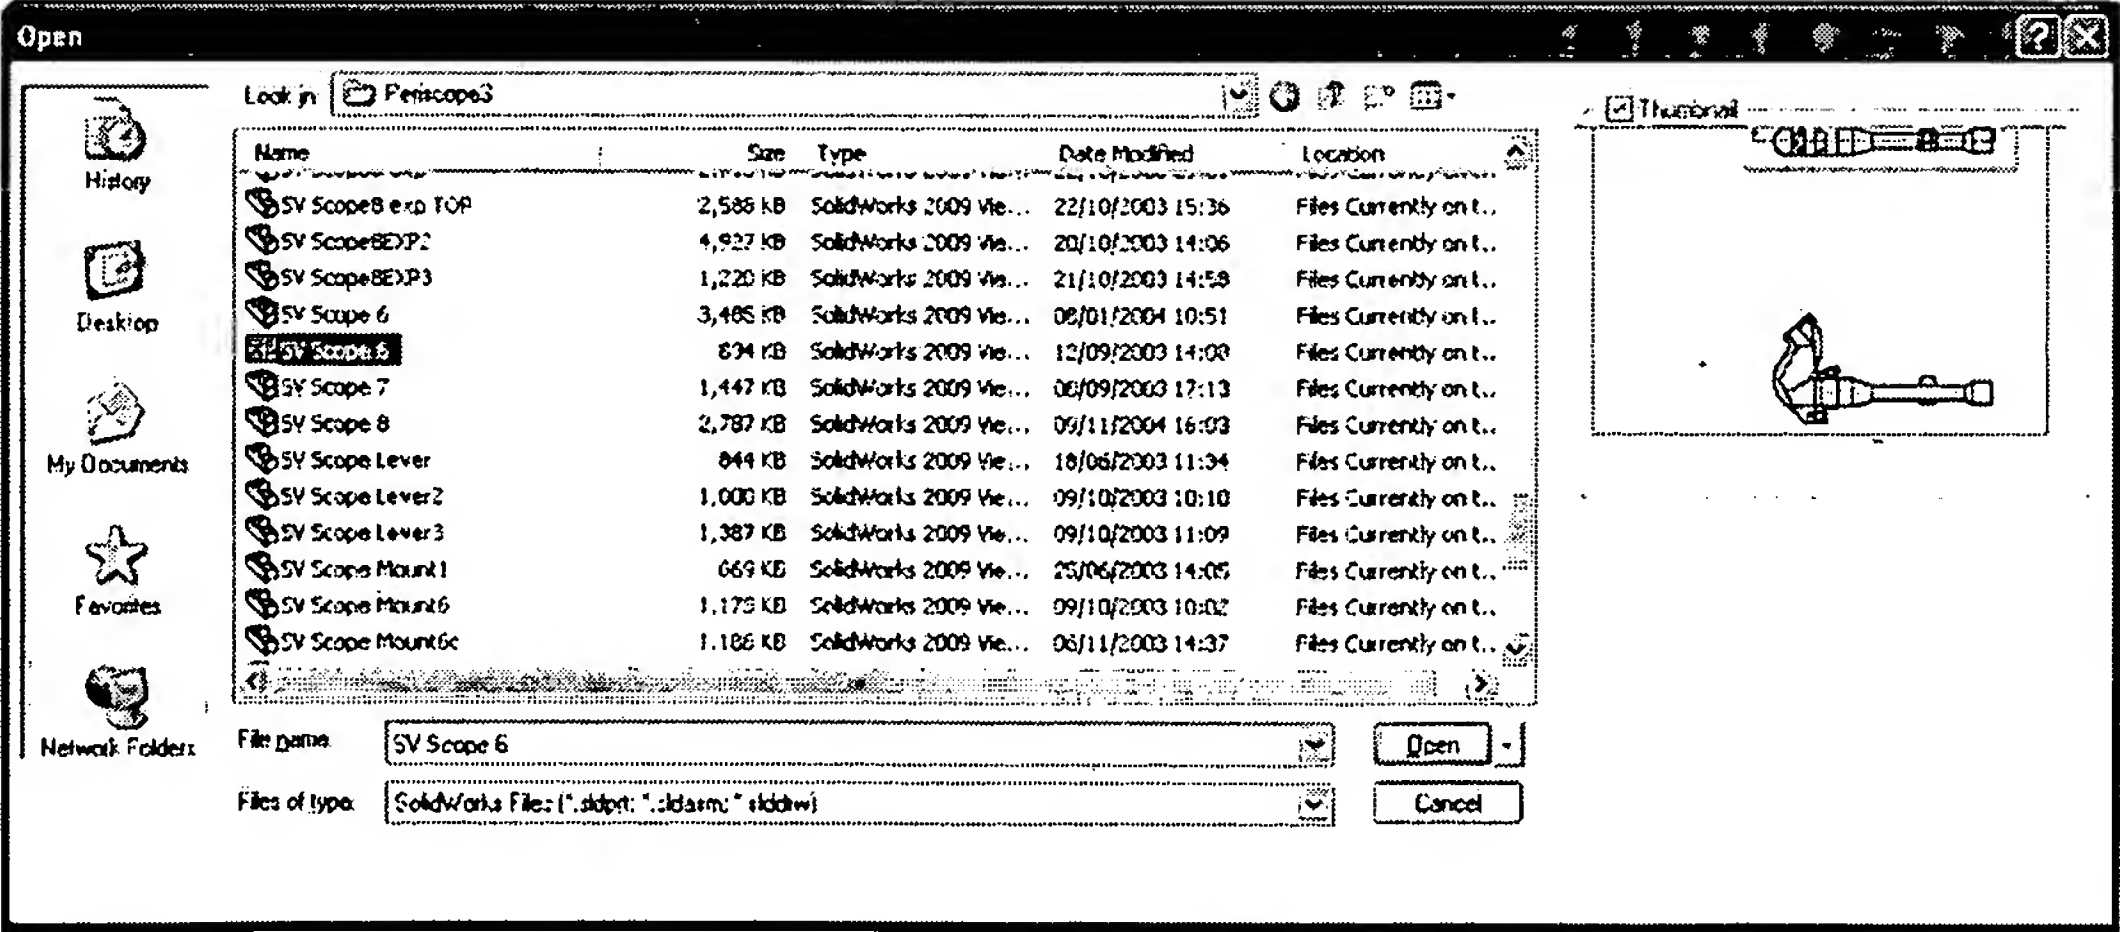 Open
Look in: Periscope3
Thumbnail
Name Size Type Date Modified Location
SV Scope8 exp TOP 2,588 KB SolidWorks 2009 Vie... 22/10/2003 15:36 Files Currently on t...
SV Scope8EXP2 4,927 KB SolidWorks 2009 Vie... 20/10/2003 14:06 Files Currently on t...
SV Scope8EXP3 1,220 KB SolidWorks 2009 Vie... 21/10/2003 14:58 Files Currently on t...
SV Scope 6 3,485 KB SolidWorks 2009 Vie... 08/01/2004 10:51 Files Currently on t...
SV Scope 6 894 KB SolidWorks 2009 Vie... 12/09/2003 14:08 Files Currently on t...
SV Scope 7 1,447 KB SolidWorks 2009 Vie... 08/09/2003 17:13 Files Currently on t...
SV Scope 8 2,787 KB SolidWorks 2009 Vie... 09/11/2004 16:03 Files Currently on t...
SV Scope Lever 844 KB SolidWorks 2009 Vie... 18/06/2003 11:34 Files Currently on t...
SV Scope Lever2 1,000 KB SolidWorks 2009 Vie... 09/10/2003 10:10 Files Currently on t...
SV Scope Lever3 1,387 KB SolidWorks 2009 Vie... 09/10/2003 11:09 Files Currently on t...
SV Scope Mount1 669 KB SolidWorks 2009 Vie... 25/06/2003 14:05 Files Currently on t...
SV Scope Mount6 1,175 KB SolidWorks 2009 Vie... 09/10/2003 10:02 Files Currently on t...
SV Scope Mount6c 1,186 KB SolidWorks 2009 Vie... 06/11/2003 14:37 Files Currently on t...
History
Desktop
My Documents
Favorites
Network Folders
File name: SV Scope 6 Open
Files of type: SolidWorks Files (*.sldprt; *.sldasm; *.slddrw) Cancel